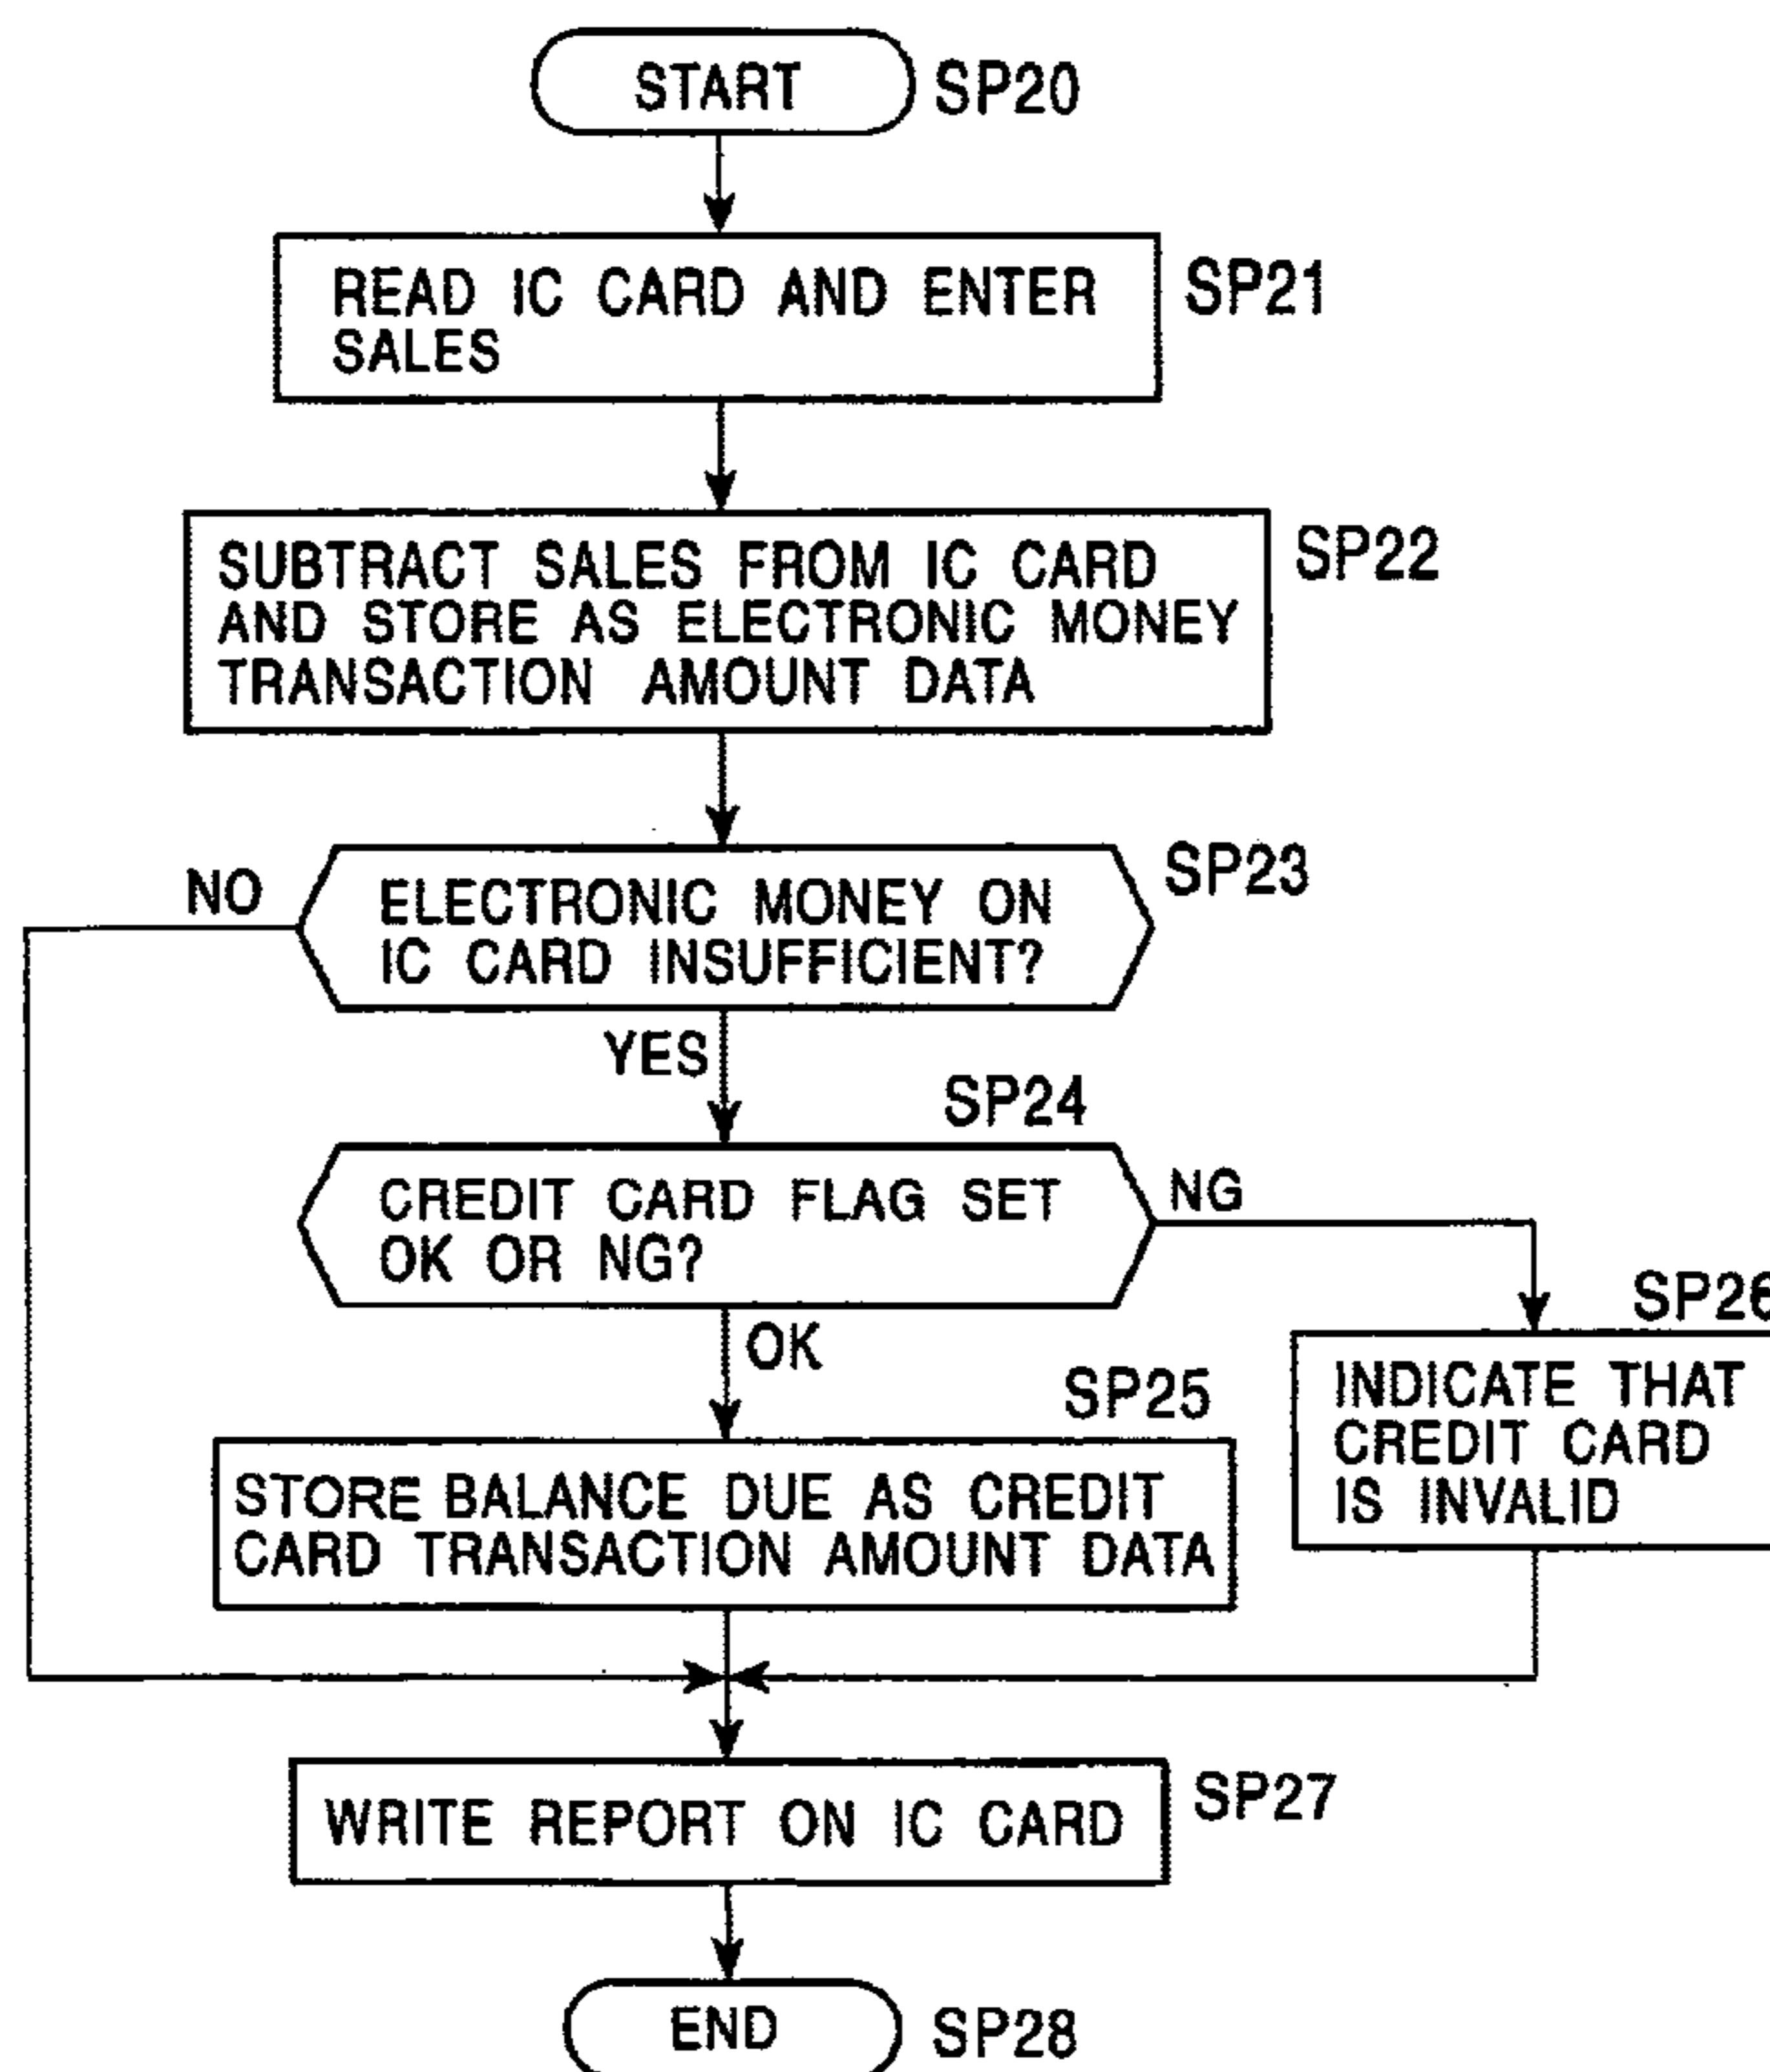 START
SP20
READ IC CARD AND ENTER
SALES
SP21
SUBTRACT SALES FROM IC CARD
AND STORE AS ELECTRONIC MONEY
TRANSACTION AMOUNT DATA
SP22
NO
ELECTRONIC MONEY ON
IC CARD INSUFFICIENT?
SP23
YES
SP24
CREDIT CARD FLAG SET
OK OR NG?
NG
OK
SP26
INDICATE THAT
CREDIT CARD
IS INVALID
SP25
STORE BALANCE DUE AS CREDIT
CARD TRANSACTION AMOUNT DATA
WRITE REPORT ON IC CARD
SP27
END
SP28